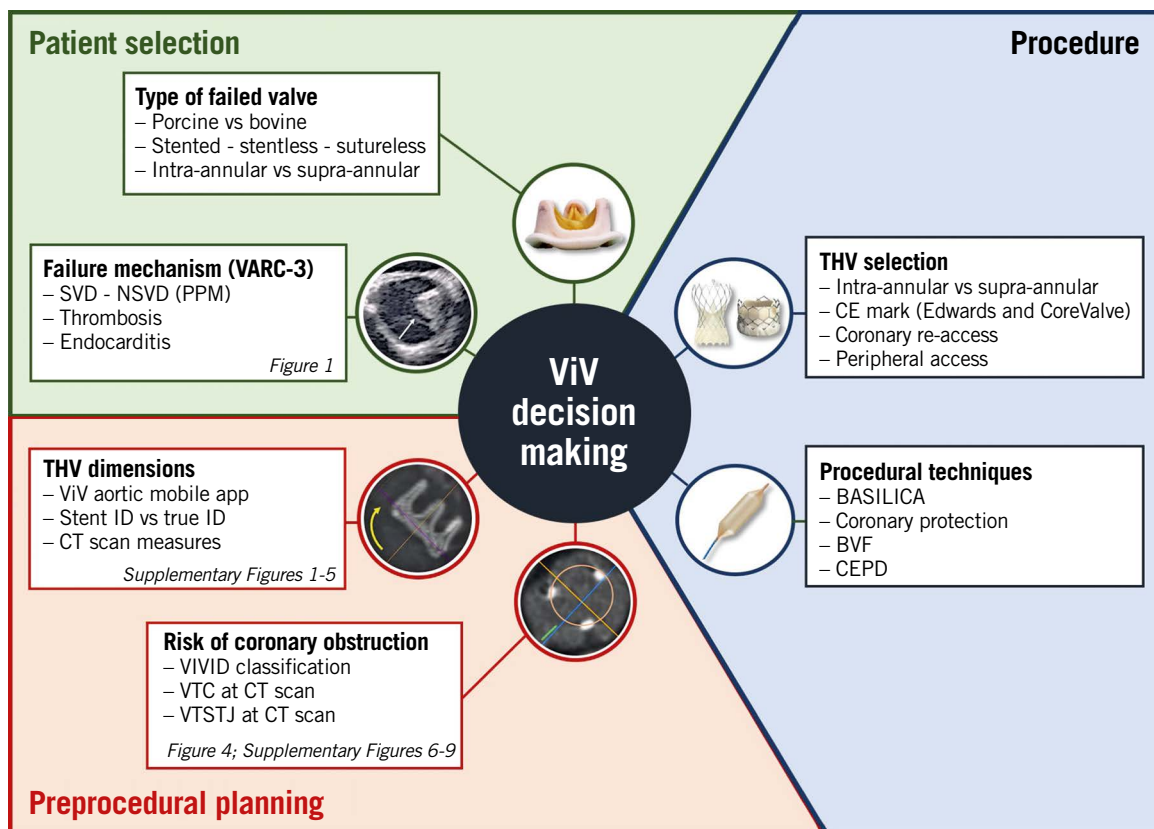 Patient selection
Type of failed valve
– Porcine vs bovine
– Stented - stentless - sutureless
– Intra-annular vs supra-annular
Failure mechanism (VARC-3)
– SVD - NSVD (PPM)
– Thrombosis
– Endocarditis
Figure 1
Procedure
THV selection
– Intra-annular vs supra-annular
– CE mark (Edwards and CoreValve)
– Coronary re-access
– Peripheral access
ViV
decision
making
THV dimensions
– ViV aortic mobile app
– Stent ID vs true ID
– CT scan measures
Supplementary Figures 1-5
Procedural techniques
– BASILICA
– Coronary protection
– BVF
– CEPD
Risk of coronary obstruction
– VIVID classification
– VTC at CT scan
– VTSTJ at CT scan
Figure 4; Supplementary Figures 6-9
Preprocedural planning